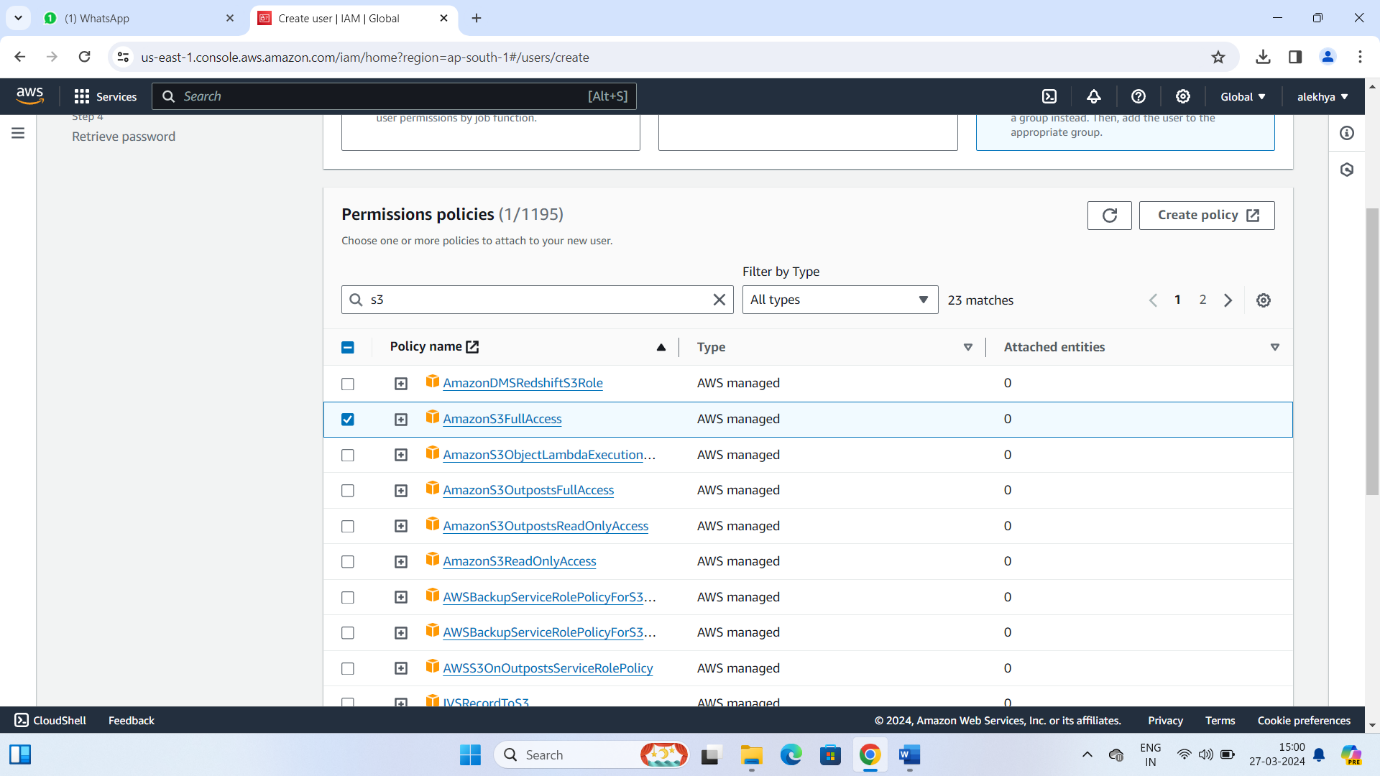 (1) WhatsApp
Create user | IAM | Global
us-east-1.console.aws.amazon.com/iam/home?region=ap-south-1#/users/create
aws
Services
Search
[Alt+S]
Global
alekhya
Step 4
Retrieve password
user permissions by job function.
a group instead. Then, add the user to the
appropriate group.
Permissions policies (1/1195)
Create policy
Choose one or more policies to attach to your new user.
Filter by Type
s3
All types
23 matches
1 2
Policy name Type Attached entities
AmazonDMSRedshiftS3Role AWS managed 0
AmazonS3FullAccess AWS managed 0
AmazonS3ObjectLambdaExecution... AWS managed 0
AmazonS3OutpostsFullAccess AWS managed 0
AmazonS3OutpostsReadOnlyAccess AWS managed 0
AmazonS3ReadOnlyAccess AWS managed 0
AWSBackupServiceRolePolicyForS3... AWS managed 0
AWSBackupServiceRolePolicyForS3... AWS managed 0
AWSS3OnOutpostsServiceRolePolicy AWS managed 0
IVSRecordToS3 AWS managed 0
CloudShell Feedback © 2024, Amazon Web Services, Inc. or its affiliates. Privacy Terms Cookie preferences
Search
ENG
IN
15:00
27-03-2024
PRE